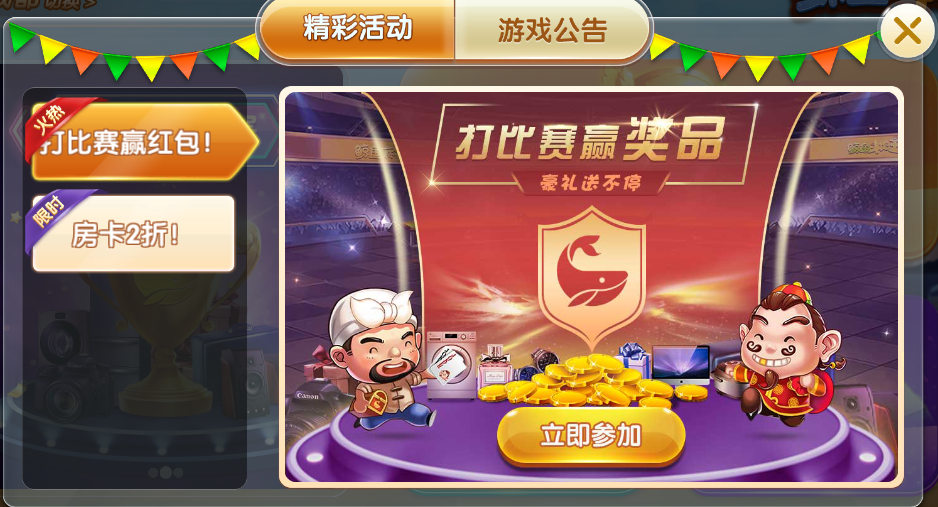 精彩活动
游戏公告
火热
打比赛赢红包!
限时
房卡2折!
打比赛赢奖品
豪礼送不停
Canon
立即参加